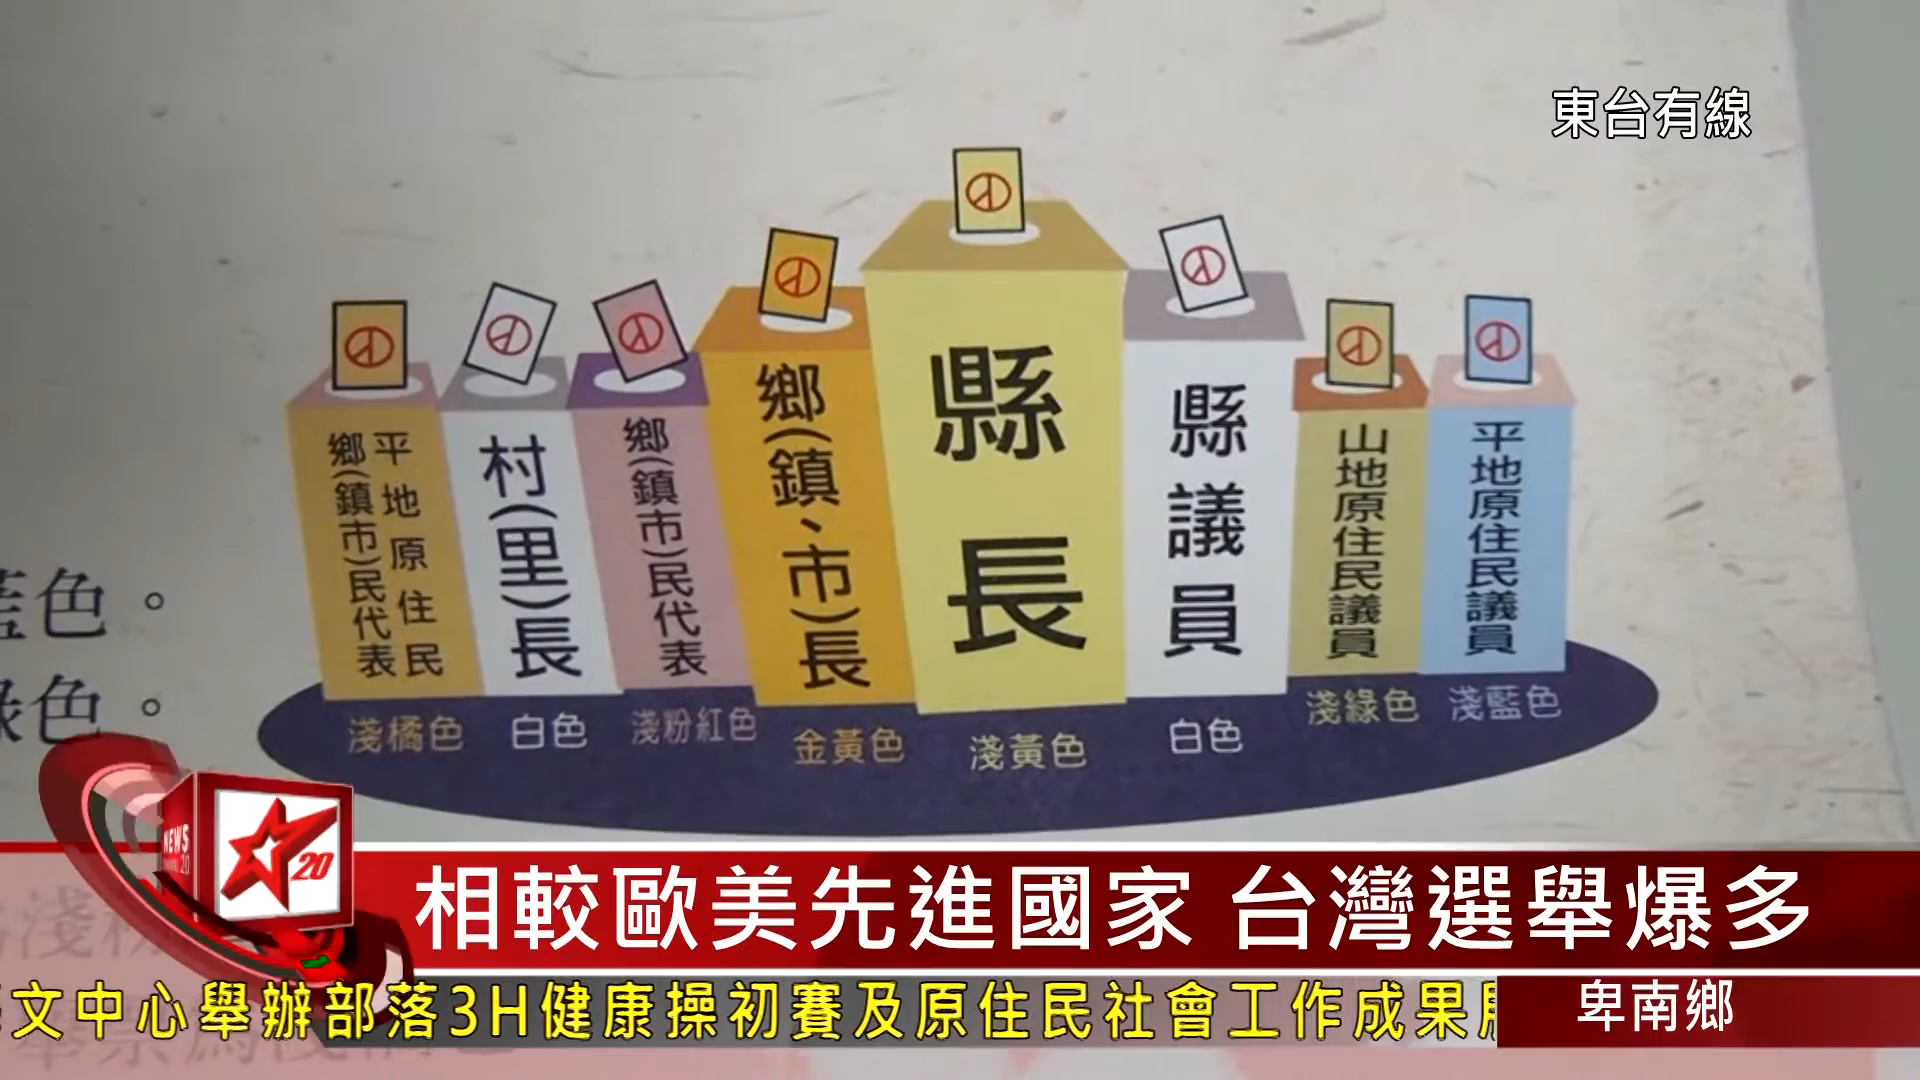 東台有線
平地原住民
鄉(鎮市)民代表
村(里)長
鄉(鎮市)民代表
鄉(鎮、市)長
縣長
縣議員
山地原住民議員
平地原住民議員
淺橘色
白色
淺粉紅色
金黃色
淺黃色
白色
淺綠色
淺藍色
藍色。
綠色。
NEWS
20
20
相較歐美先進國家 台灣選舉爆多
文中心舉辦部落3H健康操初賽及原住民社會工作成果
卑南鄉